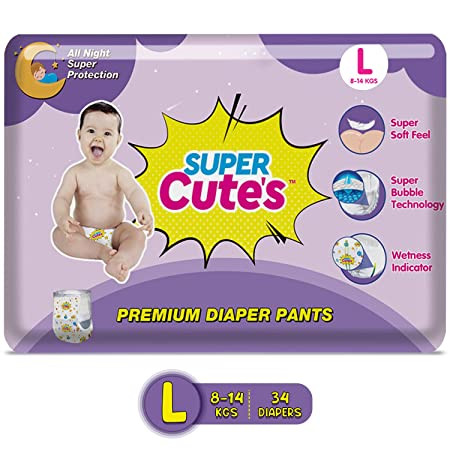 All Night
Super
Protection
L
8-14 KGS
SUPER
Cute's™
Super
Soft Feel
Super
Bubble
Technology
Wetness
Indicator
PREMIUM DIAPER PANTS
L
8-14
KGS
34
DIAPERS